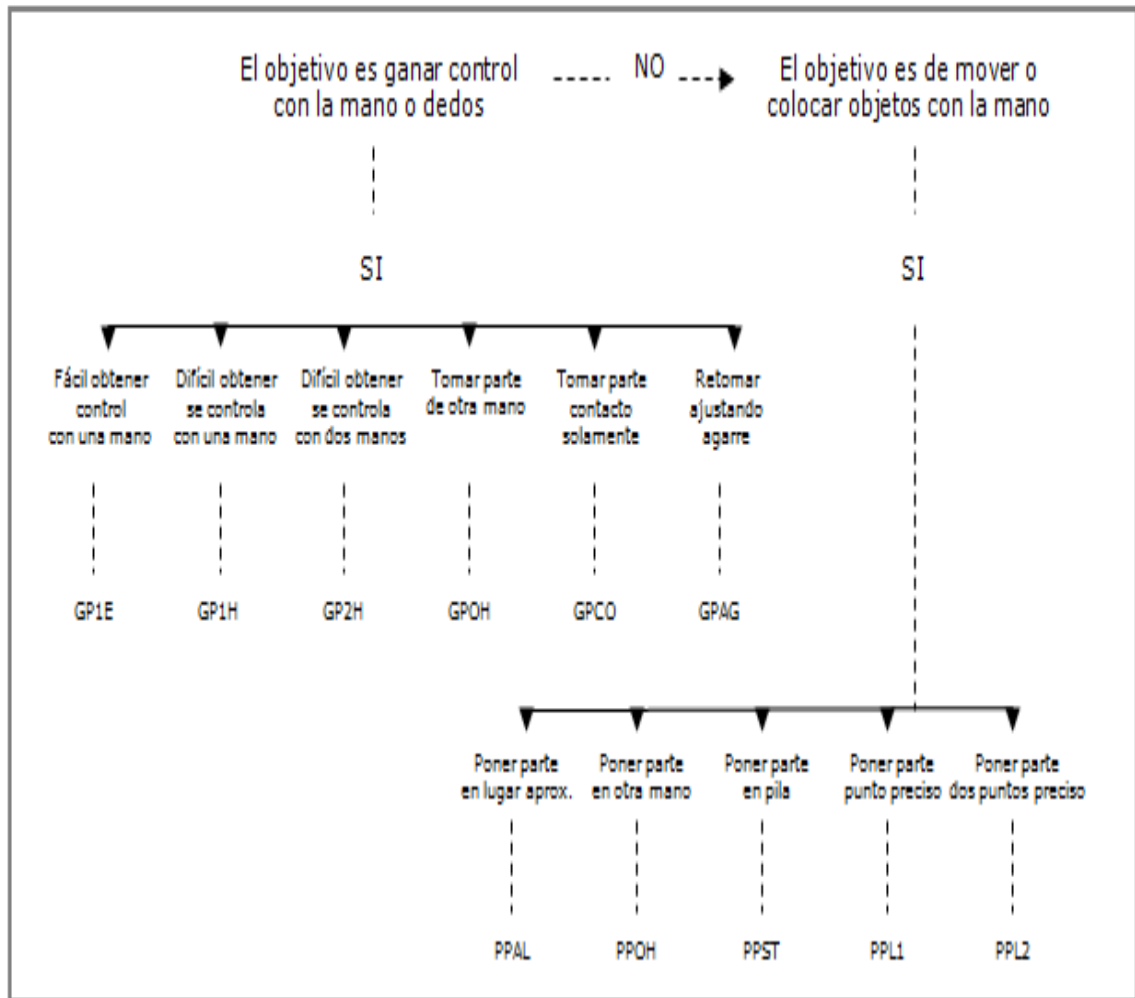 El objetivo es ganar control
con la mano o dedos
NO
El objetivo es de mover o
colocar objetos con la mano
SI
SI
Fácil obtener
control
con una mano
Difícil obtener
se controla
con una mano
Difícil obtener
se controla
con dos manos
Tomar parte
de otra mano
Tomar parte
contacto
solamente
Retomar
ajustando
agarre
GP1E
GP1H
GP2H
GPOH
GPCO
GPAG
Poner parte
en lugar aprox.
Poner parte
en otra mano
Poner parte
en pila
Poner parte
punto preciso
Poner parte
dos puntos preciso
PPAL
PPOH
PPST
PPL1
PPL2